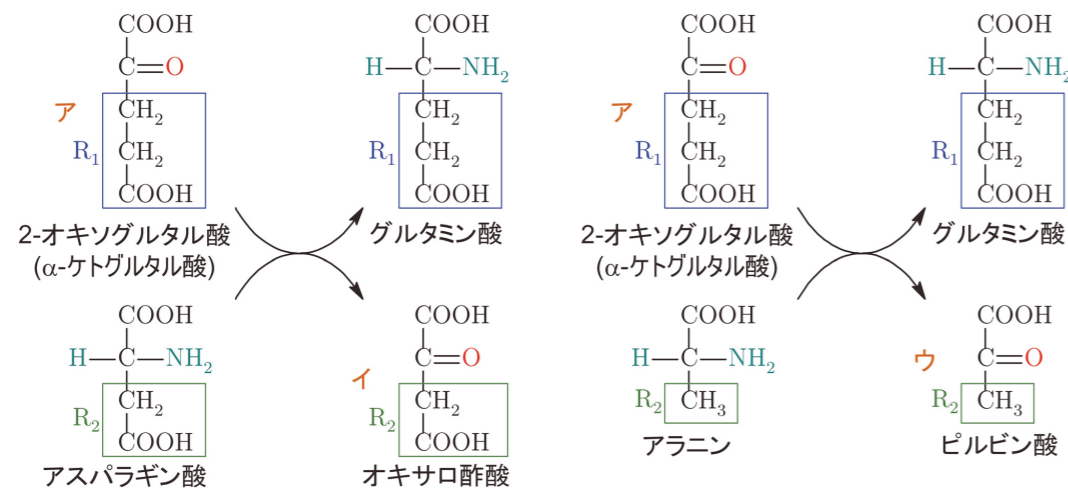 COOH
C=O
ア
CH2
R1
CH2
COOH
2-オキソグルタル酸
(α-ケトグルタル酸)
COOH
H—C—NH2
CH2
R1
CH2
COOH
グルタミン酸
COOH
H—C—NH2
CH2
R2
COOH
アスパラギン酸
COOH
C=O
イ
CH2
R2
COOH
オキサロ酢酸
COOH
C=O
ア
CH2
R1
CH2
COOH
2-オキソグルタル酸
(α-ケトグルタル酸)
COOH
H—C—NH2
CH2
R1
CH2
COOH
グルタミン酸
COOH
H—C—NH2
R2
CH3
アラニン
COOH
ウ
C=O
R2
CH3
ピルビン酸